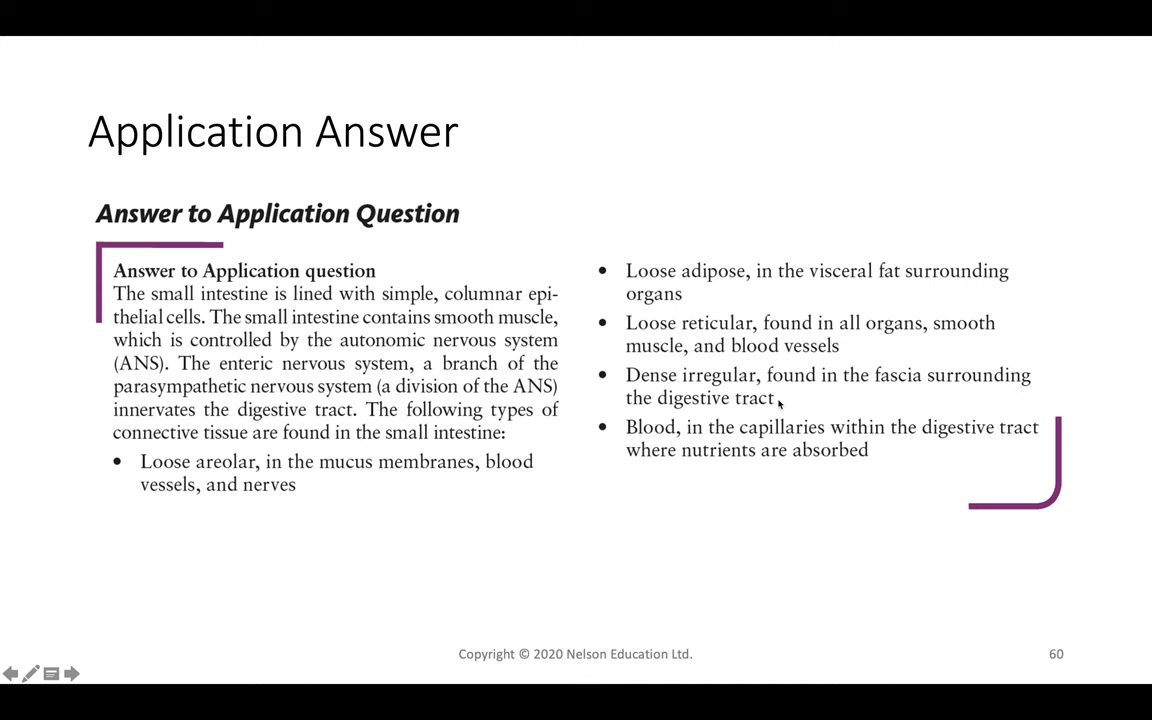 Application Answer
Answer to Application Question
Answer to Application question
The small intestine is lined with simple, columnar epi-
thelial cells. The small intestine contains smooth muscle,
which is controlled by the autonomic nervous system
(ANS). The enteric nervous system, a branch of the
parasympathetic nervous system (a division of the ANS)
innervates the digestive tract. The following types of
connective tissue are found in the small intestine:
• Loose areolar, in the mucus membranes, blood
vessels, and nerves
• Loose adipose, in the visceral fat surrounding
organs
• Loose reticular, found in all organs, smooth
muscle, and blood vessels
• Dense irregular, found in the fascia surrounding
the digestive tract
• Blood, in the capillaries within the digestive tract
where nutrients are absorbed
Copyright © 2020 Nelson Education Ltd.
60